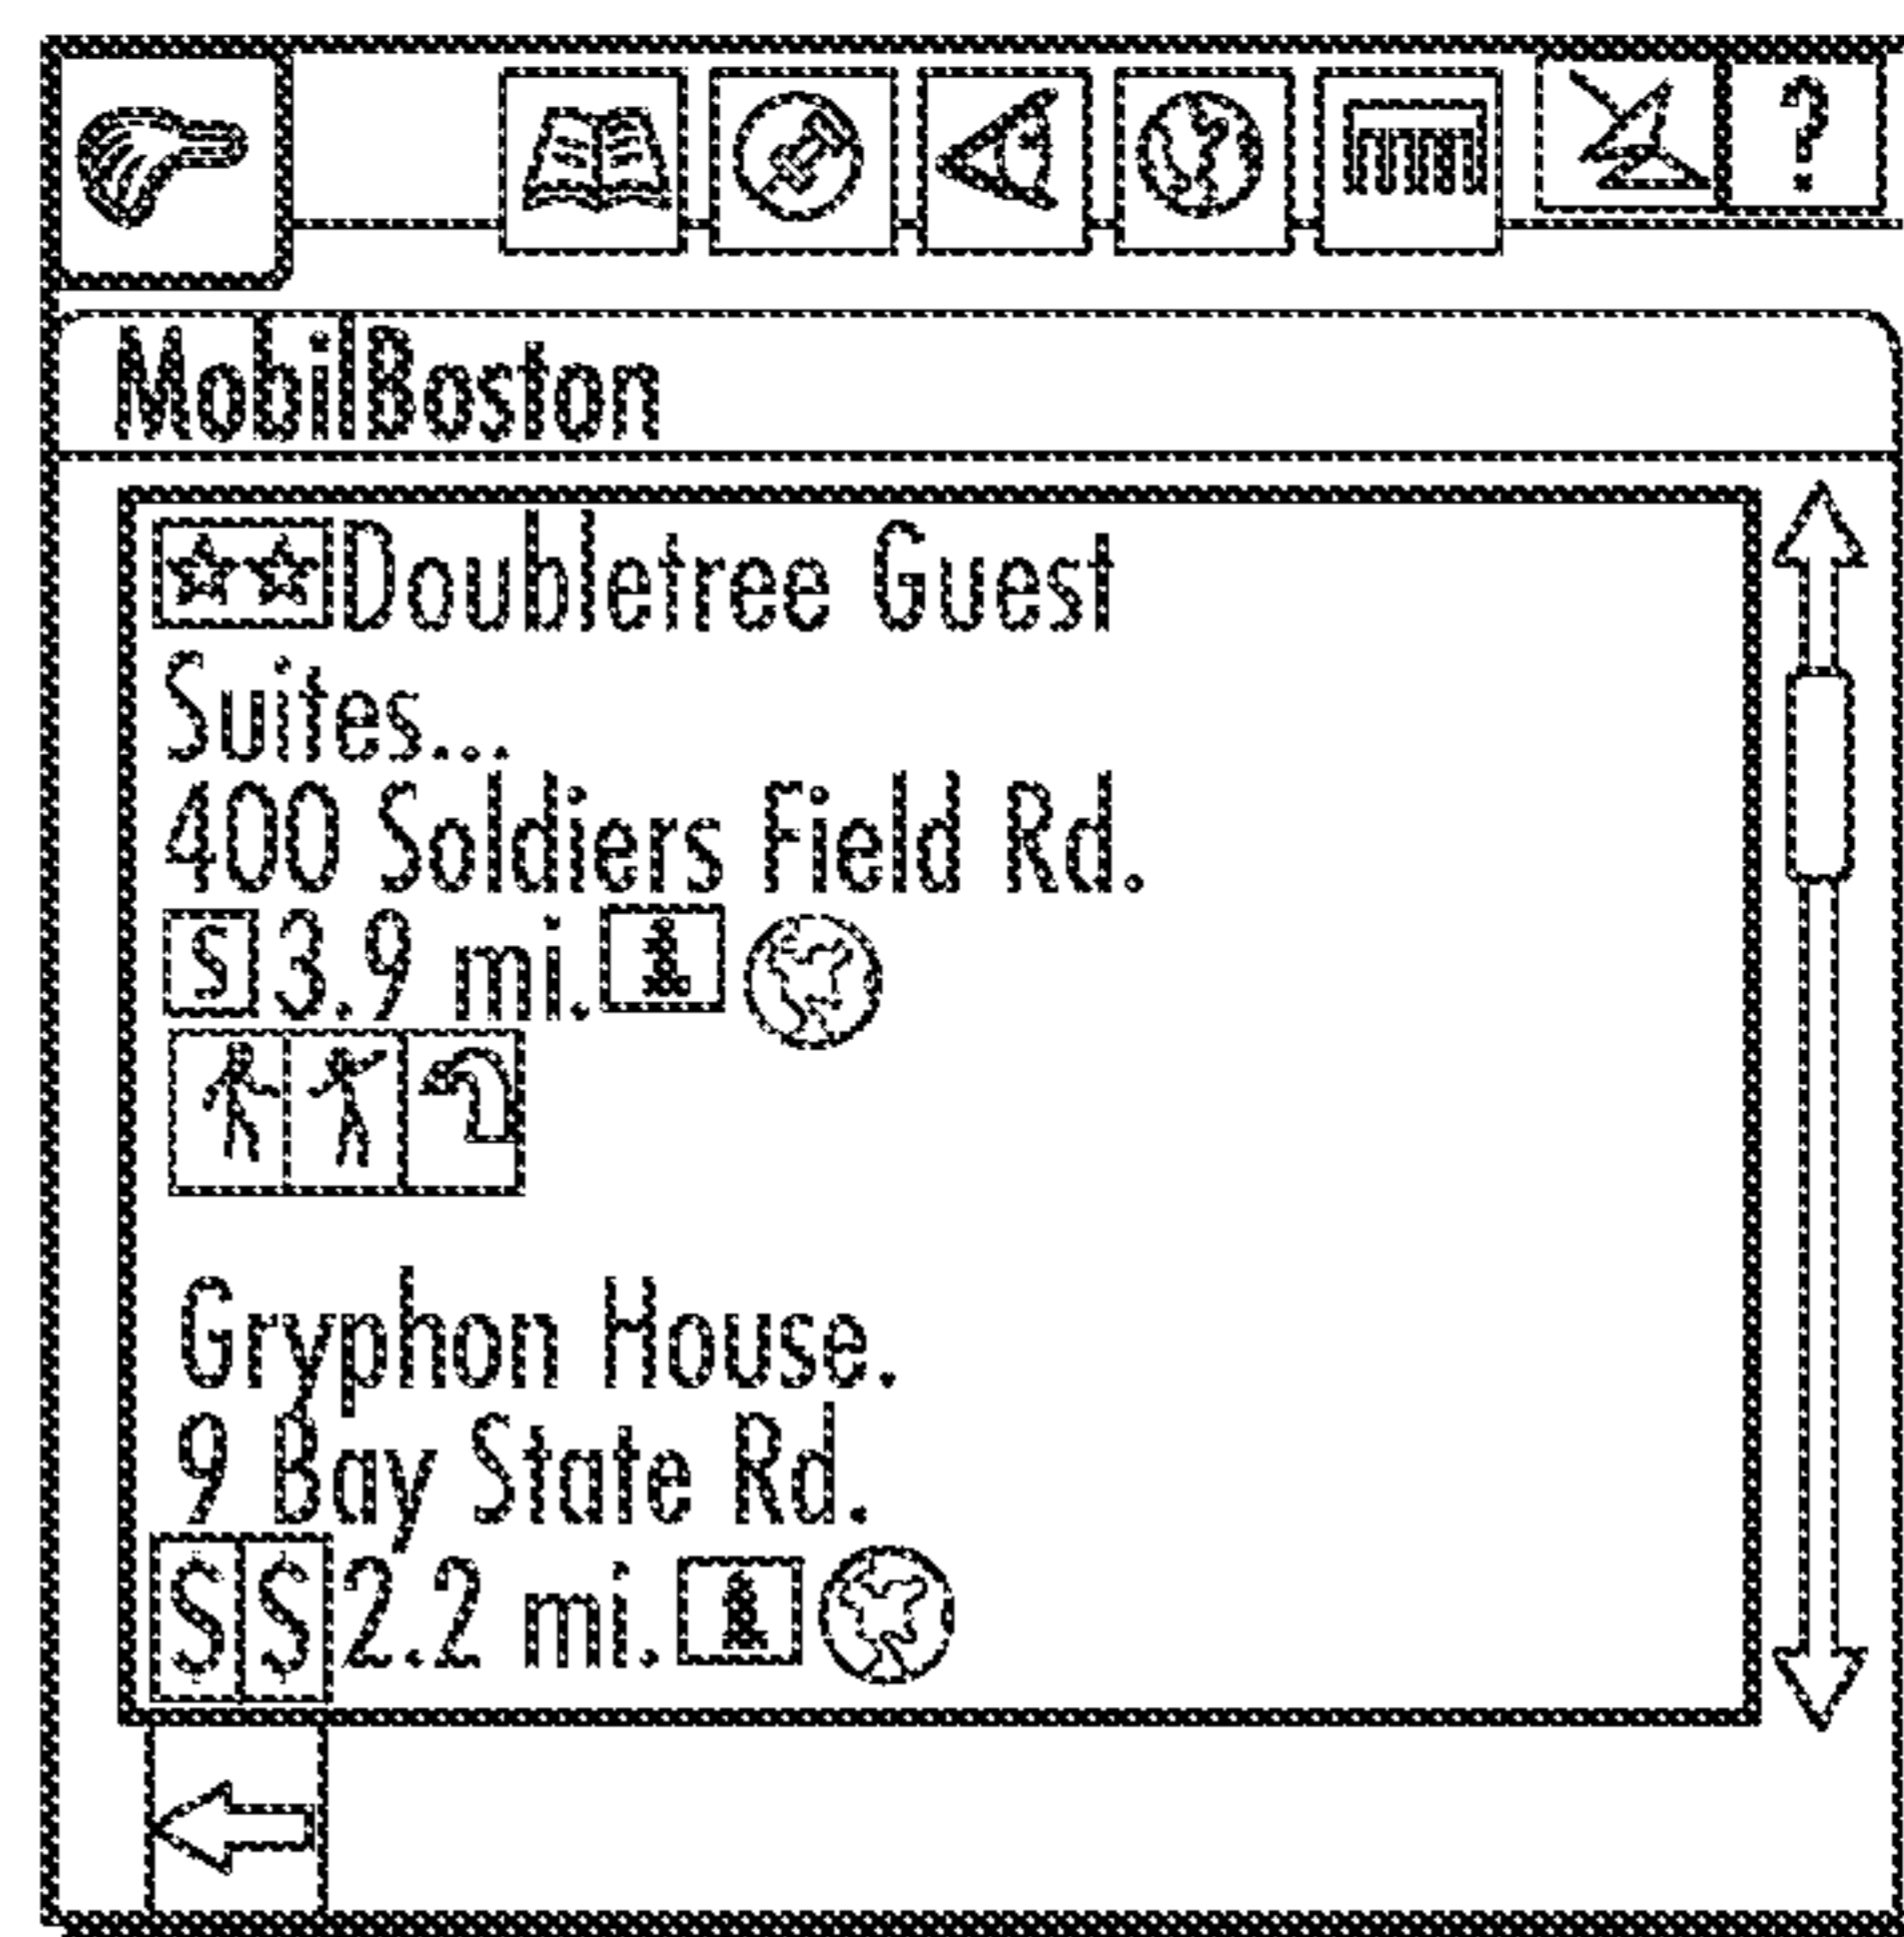 ?
MobilBoston
Doubletree Guest
Suites...
400 Soldiers Field Rd.
S 3.9 mi.
Gryphon House.
9 Bay State Rd.
$ $ 2.2 mi.